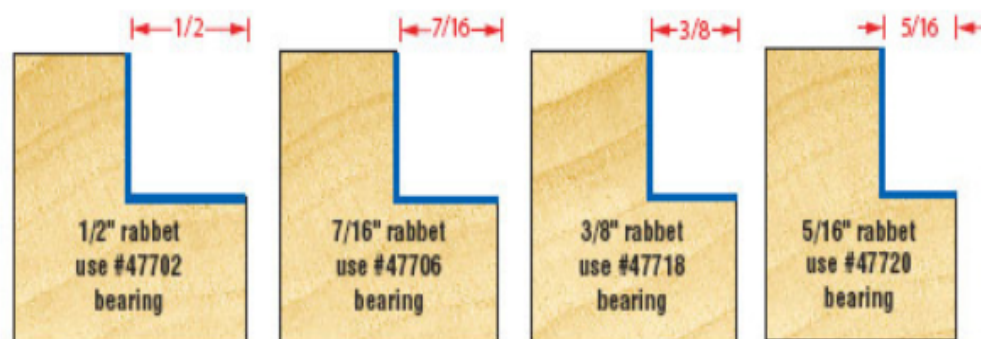 1/2
7/16
3/8
5/16
1/2" rabbet
use #47702
bearing
7/16" rabbet
use #47706
bearing
3/8" rabbet
use #47718
bearing
5/16" rabbet
use #47720
bearing